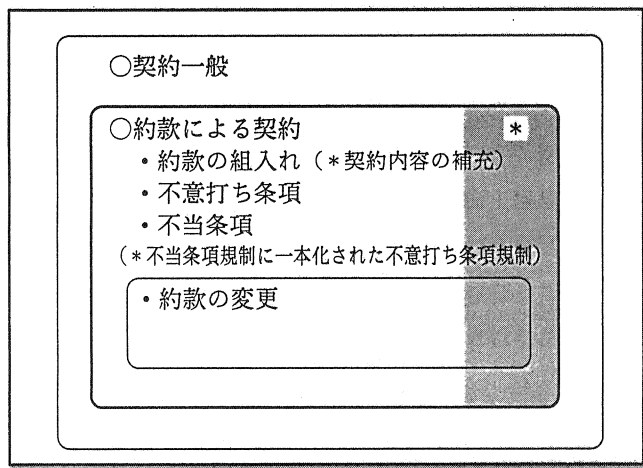 ○契約一般
○約款による契約 *
・約款の組入れ(*契約内容の補充)
・不意打ち条項
・不当条項
(*不当条項規制に一本化された不意打ち条項規制)
・約款の変更